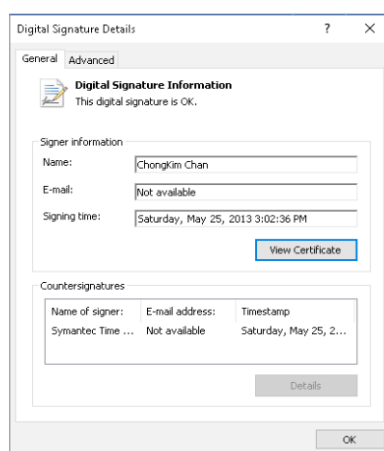 Digital Signature Details ? ×
General Advanced
Digital Signature Information
This digital signature is OK.
Signer information
Name: ChongKim Chan
E-mail: Not available
Signing time: Saturday, May 25, 2013 3:02:36 PM
View Certificate
Countersignatures
Name of signer: E-mail address: Timestamp
Symantec Time ... Not available Saturday, May 25, 2...
Details
OK